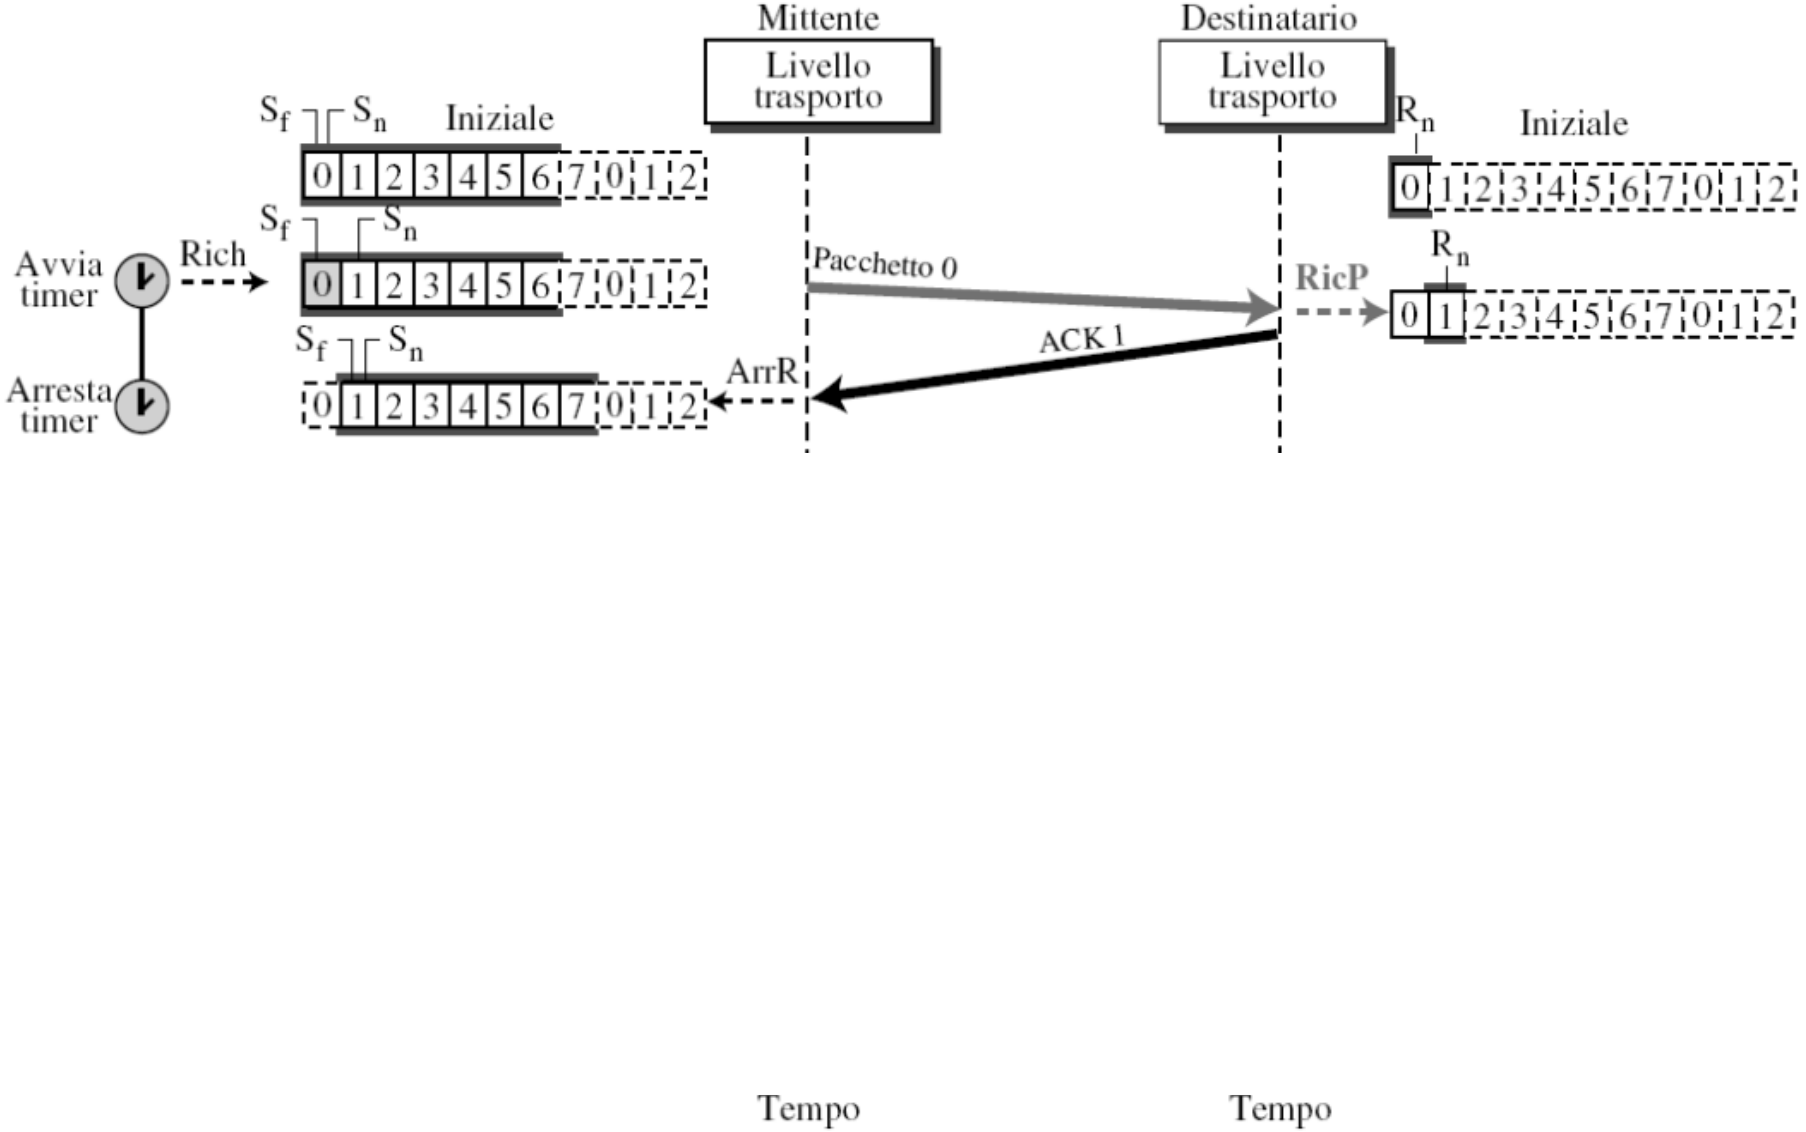 Mittente
Destinatario
Livello
trasporto
Livello
trasporto
Sf Sn Iniziale
Rn Iniziale
0 1 2 3 4 5 6 7 0 1 2
0 1 2 3 4 5 6 7 0 1 2
Sf Sn
Avvia
timer
Rich
0 1 2 3 4 5 6 7 0 1 2
Pacchetto 0
RicP
Rn
0 1 2 3 4 5 6 7 0 1 2
Sf Sn
ACK 1
Arresta
timer
0 1 2 3 4 5 6 7 0 1 2
ArrR
Tempo
Tempo